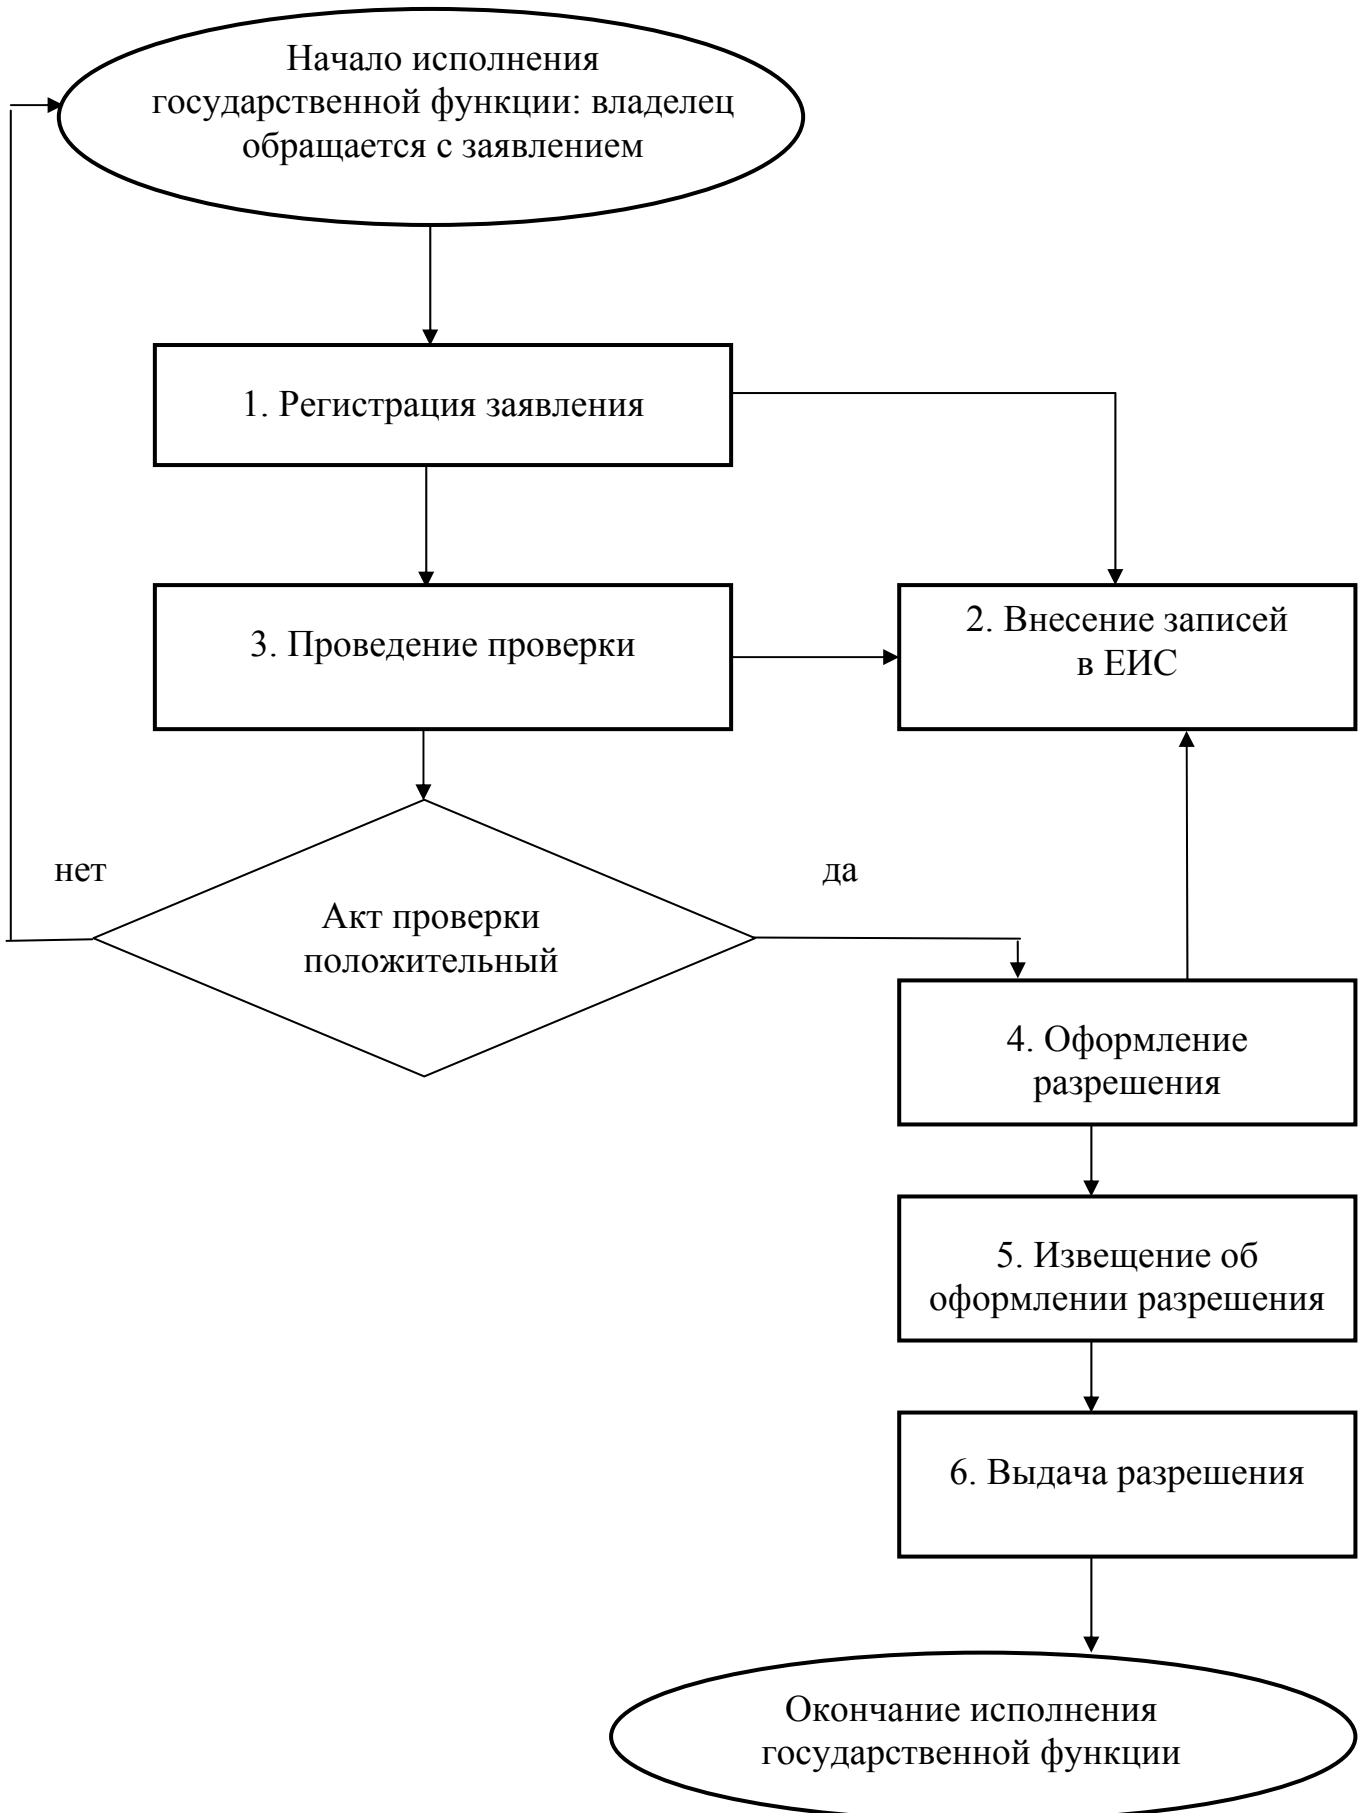 Начало исполнения
государственной функции: владелец
обращается с заявлением
1. Регистрация заявления
3. Проведение проверки
2. Внесение записей
в ЕИС
нет
да
Акт проверки
положительный
4. Оформление
разрешения
5. Извещение об
оформлении разрешения
6. Выдача разрешения
Окончание исполнения
государственной функции